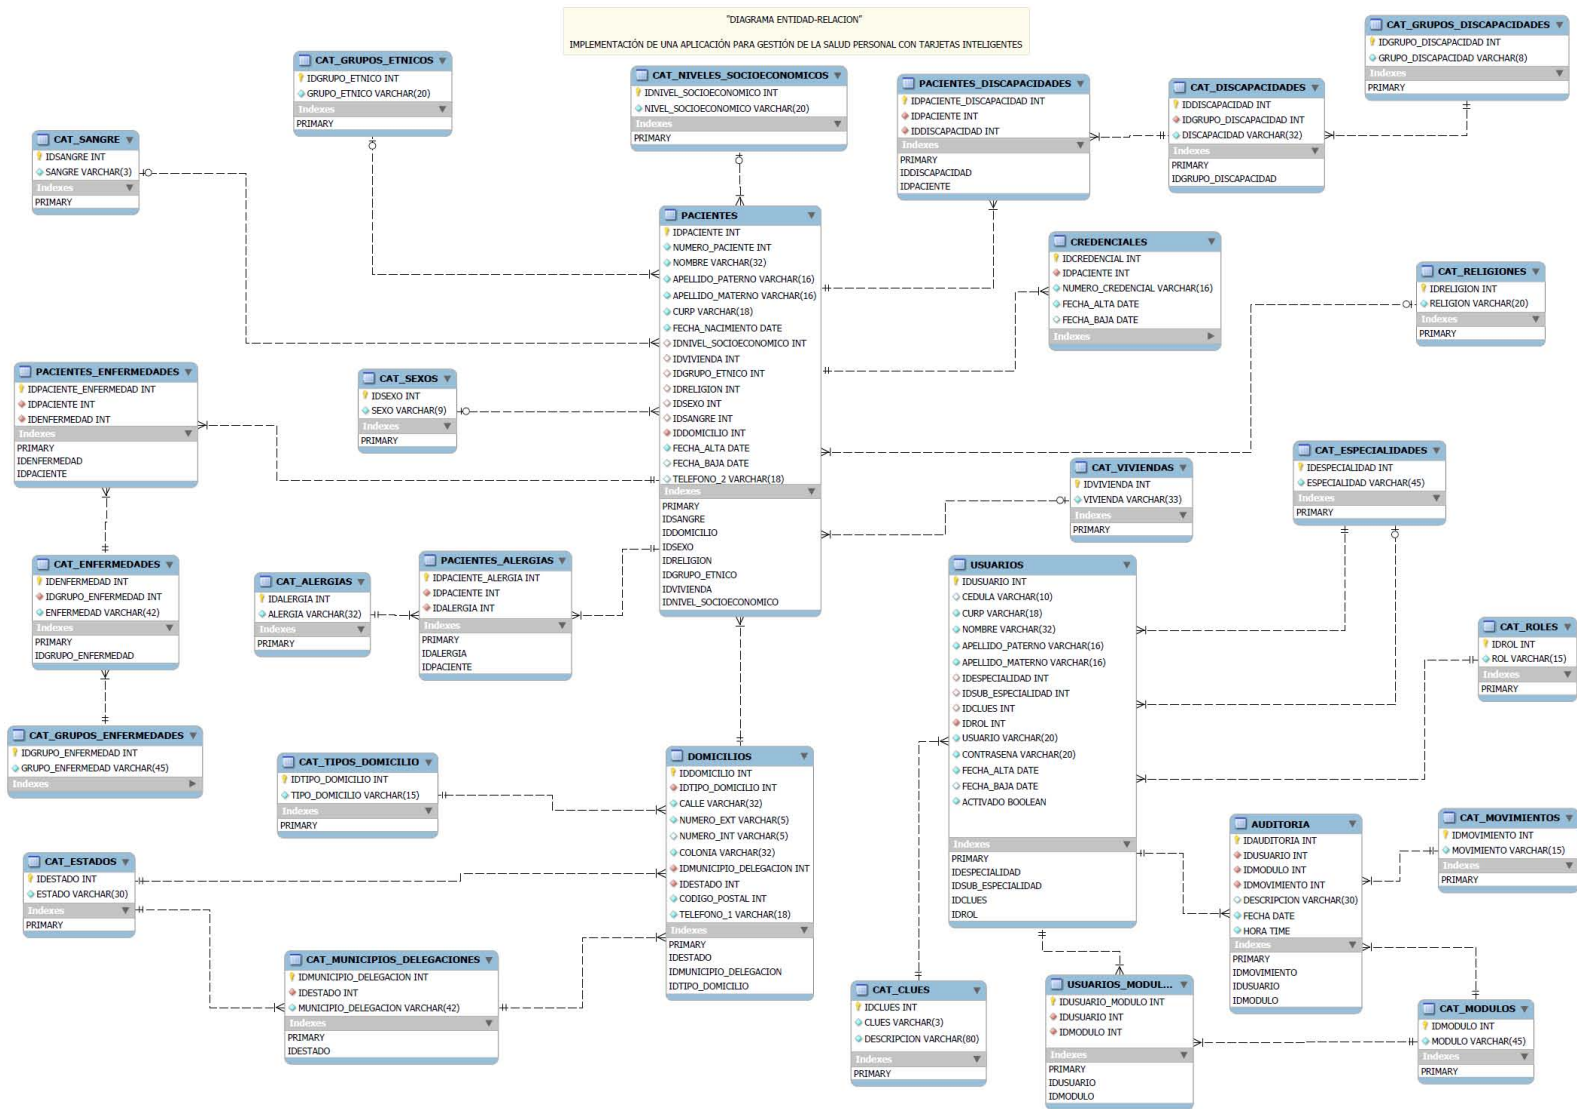 "DIAGRAMA ENTIDAD-RELACION"
IMPLEMENTACIÓN DE UNA APLICACIÓN PARA GESTIÓN DE LA SALUD PERSONAL CON TARJETAS INTELIGENTES
CAT_GRUPOS_DISCAPACIDADES
IDGRUPO_DISCAPACIDAD INT
GRUPO_DISCAPACIDAD VARCHAR(8)
Indexes
PRIMARY
CAT_GRUPOS_ETNICOS
IDGRUPO_ETNICO INT
GRUPO_ETNICO VARCHAR(20)
Indexes
PRIMARY
CAT_NIVELES_SOCIOECONOMICOS
IDNIVEL_SOCIOECONOMICO INT
NIVEL_SOCIOECONOMICO VARCHAR(20)
Indexes
PRIMARY
PACIENTES_DISCAPACIDADES
IDPACIENTE_DISCAPACIDAD INT
IDPACIENTE INT
IDDISCAPACIDAD INT
Indexes
PRIMARY
IDDISCAPACIDAD
IDPACIENTE
CAT_DISCAPACIDADES
IDDISCAPACIDAD INT
IDGRUPO_DISCAPACIDAD INT
DISCAPACIDAD VARCHAR(32)
Indexes
PRIMARY
IDGRUPO_DISCAPACIDAD
CAT_SANGRE
IDSANGRE INT
SANGRE VARCHAR(3)
Indexes
PRIMARY
PACIENTES
IDPACIENTE INT
NUMERO_PACIENTE INT
NOMBRE VARCHAR(32)
APELLIDO_PATERNO VARCHAR(16)
APELLIDO_MATERNO VARCHAR(16)
CURP VARCHAR(18)
FECHA_NACIMIENTO DATE
IDNIVEL_SOCIOECONOMICO INT
IDVIVIENDA INT
IDGRUPO_ETNICO INT
IDRELIGION INT
IDSEXO INT
IDSANGRE INT
IDDOMICILIO INT
FECHA_ALTA DATE
FECHA_BAJA DATE
TELEFONO_2 VARCHAR(18)
Indexes
PRIMARY
IDSANGRE
IDDOMICILIO
IDSEXO
IDRELIGION
IDGRUPO_ETNICO
IDVIVIENDA
IDNIVEL_SOCIOECONOMICO
CREDENCIALES
IDCREDENCIAL INT
IDPACIENTE INT
NUMERO_CREDENCIAL VARCHAR(16)
FECHA_ALTA DATE
FECHA_BAJA DATE
Indexes
CAT_RELIGIONES
IDRELIGION INT
RELIGION VARCHAR(20)
Indexes
PRIMARY
PACIENTES_ENFERMEDADES
IDPACIENTE_ENFERMEDAD INT
IDPACIENTE INT
IDENFERMEDAD INT
Indexes
PRIMARY
IDENFERMEDAD
IDPACIENTE
CAT_SEXOS
IDSEXO INT
SEXO VARCHAR(9)
Indexes
PRIMARY
CAT_VIVIENDAS
IDVIVIENDA INT
VIVIENDA VARCHAR(33)
Indexes
PRIMARY
CAT_ESPECIALIDADES
IDESPECIALIDAD INT
ESPECIALIDAD VARCHAR(45)
Indexes
PRIMARY
CAT_ENFERMEDADES
IDENFERMEDAD INT
IDGRUPO_ENFERMEDAD INT
ENFERMEDAD VARCHAR(42)
Indexes
PRIMARY
IDGRUPO_ENFERMEDAD
CAT_ALERGIAS
IDALERGIA INT
ALERGIA VARCHAR(32)
Indexes
PRIMARY
PACIENTES_ALERGIAS
IDPACIENTE_ALERGIA INT
IDPACIENTE INT
IDALERGIA INT
Indexes
PRIMARY
IDALERGIA
IDPACIENTE
USUARIOS
IDUSUARIO INT
CEDULA VARCHAR(10)
CURP VARCHAR(18)
NOMBRE VARCHAR(32)
APELLIDO_PATERNO VARCHAR(16)
APELLIDO_MATERNO VARCHAR(16)
IDESPECIALIDAD INT
IDSUB_ESPECIALIDAD INT
IDCLUES INT
IDROL INT
USUARIO VARCHAR(20)
CONTRASENA VARCHAR(20)
FECHA_ALTA DATE
FECHA_BAJA DATE
ACTIVADO BOOLEAN
Indexes
PRIMARY
IDESPECIALIDAD
IDSUB_ESPECIALIDAD
IDCLUES
IDROL
CAT_ROLES
IDROL INT
ROL VARCHAR(15)
Indexes
PRIMARY
CAT_GRUPOS_ENFERMEDADES
IDGRUPO_ENFERMEDAD INT
GRUPO_ENFERMEDAD VARCHAR(45)
Indexes
CAT_TIPOS_DOMICILIO
IDTIPO_DOMICILIO INT
TIPO_DOMICILIO VARCHAR(15)
Indexes
PRIMARY
DOMICILIOS
IDDOMICILIO INT
IDTIPO_DOMICILIO INT
CALLE VARCHAR(32)
NUMERO_EXT VARCHAR(5)
NUMERO_INT VARCHAR(5)
COLONIA VARCHAR(32)
IDMUNICIPIO_DELEGACION INT
IDESTADO INT
CODIGO_POSTAL INT
TELEFONO_1 VARCHAR(18)
Indexes
PRIMARY
IDESTADO
IDMUNICIPIO_DELEGACION
IDTIPO_DOMICILIO
AUDITORIA
IDAUDITORIA INT
IDUSUARIO INT
IDMODULO INT
IDMOVIMIENTO INT
DESCRIPCION VARCHAR(30)
FECHA DATE
HORA TIME
Indexes
PRIMARY
IDMOVIMIENTO
IDUSUARIO
IDMODULO
CAT_MOVIMIENTOS
IDMOVIMIENTO INT
MOVIMIENTO VARCHAR(15)
Indexes
PRIMARY
CAT_ESTADOS
IDESTADO INT
ESTADO VARCHAR(30)
Indexes
PRIMARY
CAT_MUNICIPIOS_DELEGACIONES
IDMUNICIPIO_DELEGACION INT
IDESTADO INT
MUNICIPIO_DELEGACION VARCHAR(42)
Indexes
PRIMARY
IDESTADO
CAT_CLUES
IDCLUES INT
CLUES VARCHAR(3)
DESCRIPCION VARCHAR(80)
Indexes
PRIMARY
USUARIOS_MODUL...
IDUSUARIO_MODULO INT
IDUSUARIO INT
IDMODULO INT
Indexes
PRIMARY
IDUSUARIO
IDMODULO
CAT_MODULOS
IDMODULO INT
MODULO VARCHAR(45)
Indexes
PRIMARY